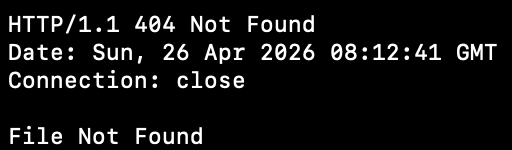 HTTP/1.1 404 Not Found
Date: Sun, 26 Apr 2026 08:12:41 GMT
Connection: close

File Not Found